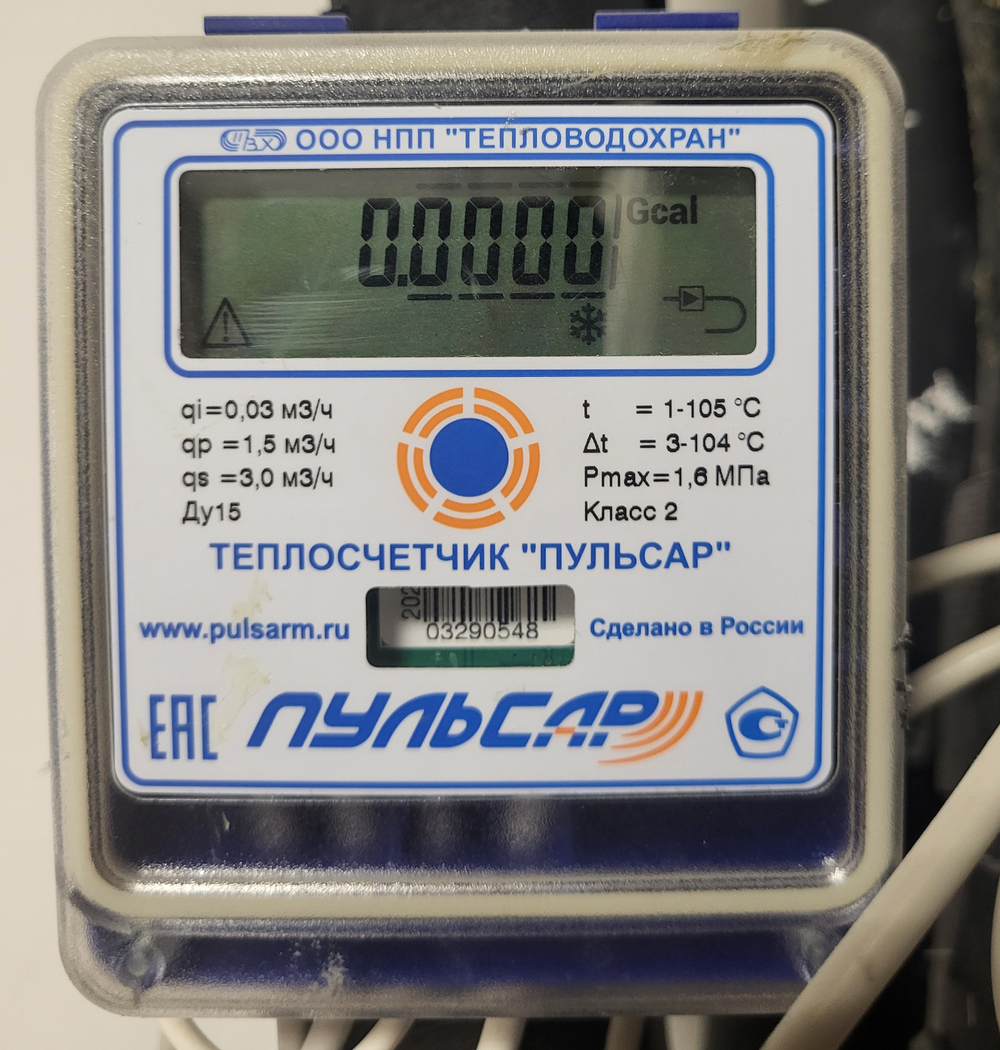 ООО НПП "ТЕПЛОВОДОХРАН"
0.0000 Gcal
qi=0,03 м3/ч
qp =1,5 м3/ч
qs =3,0 м3/ч
Ду15
t = 1-105 °C
Δt = 3-104 °C
Pmax=1,6 МПа
Класс 2
ТЕПЛОСЧЕТЧИК "ПУЛЬСАР"
www.pulsarm.ru
202
03290548
Сделано в России
EAC
ПУЛЬСАР